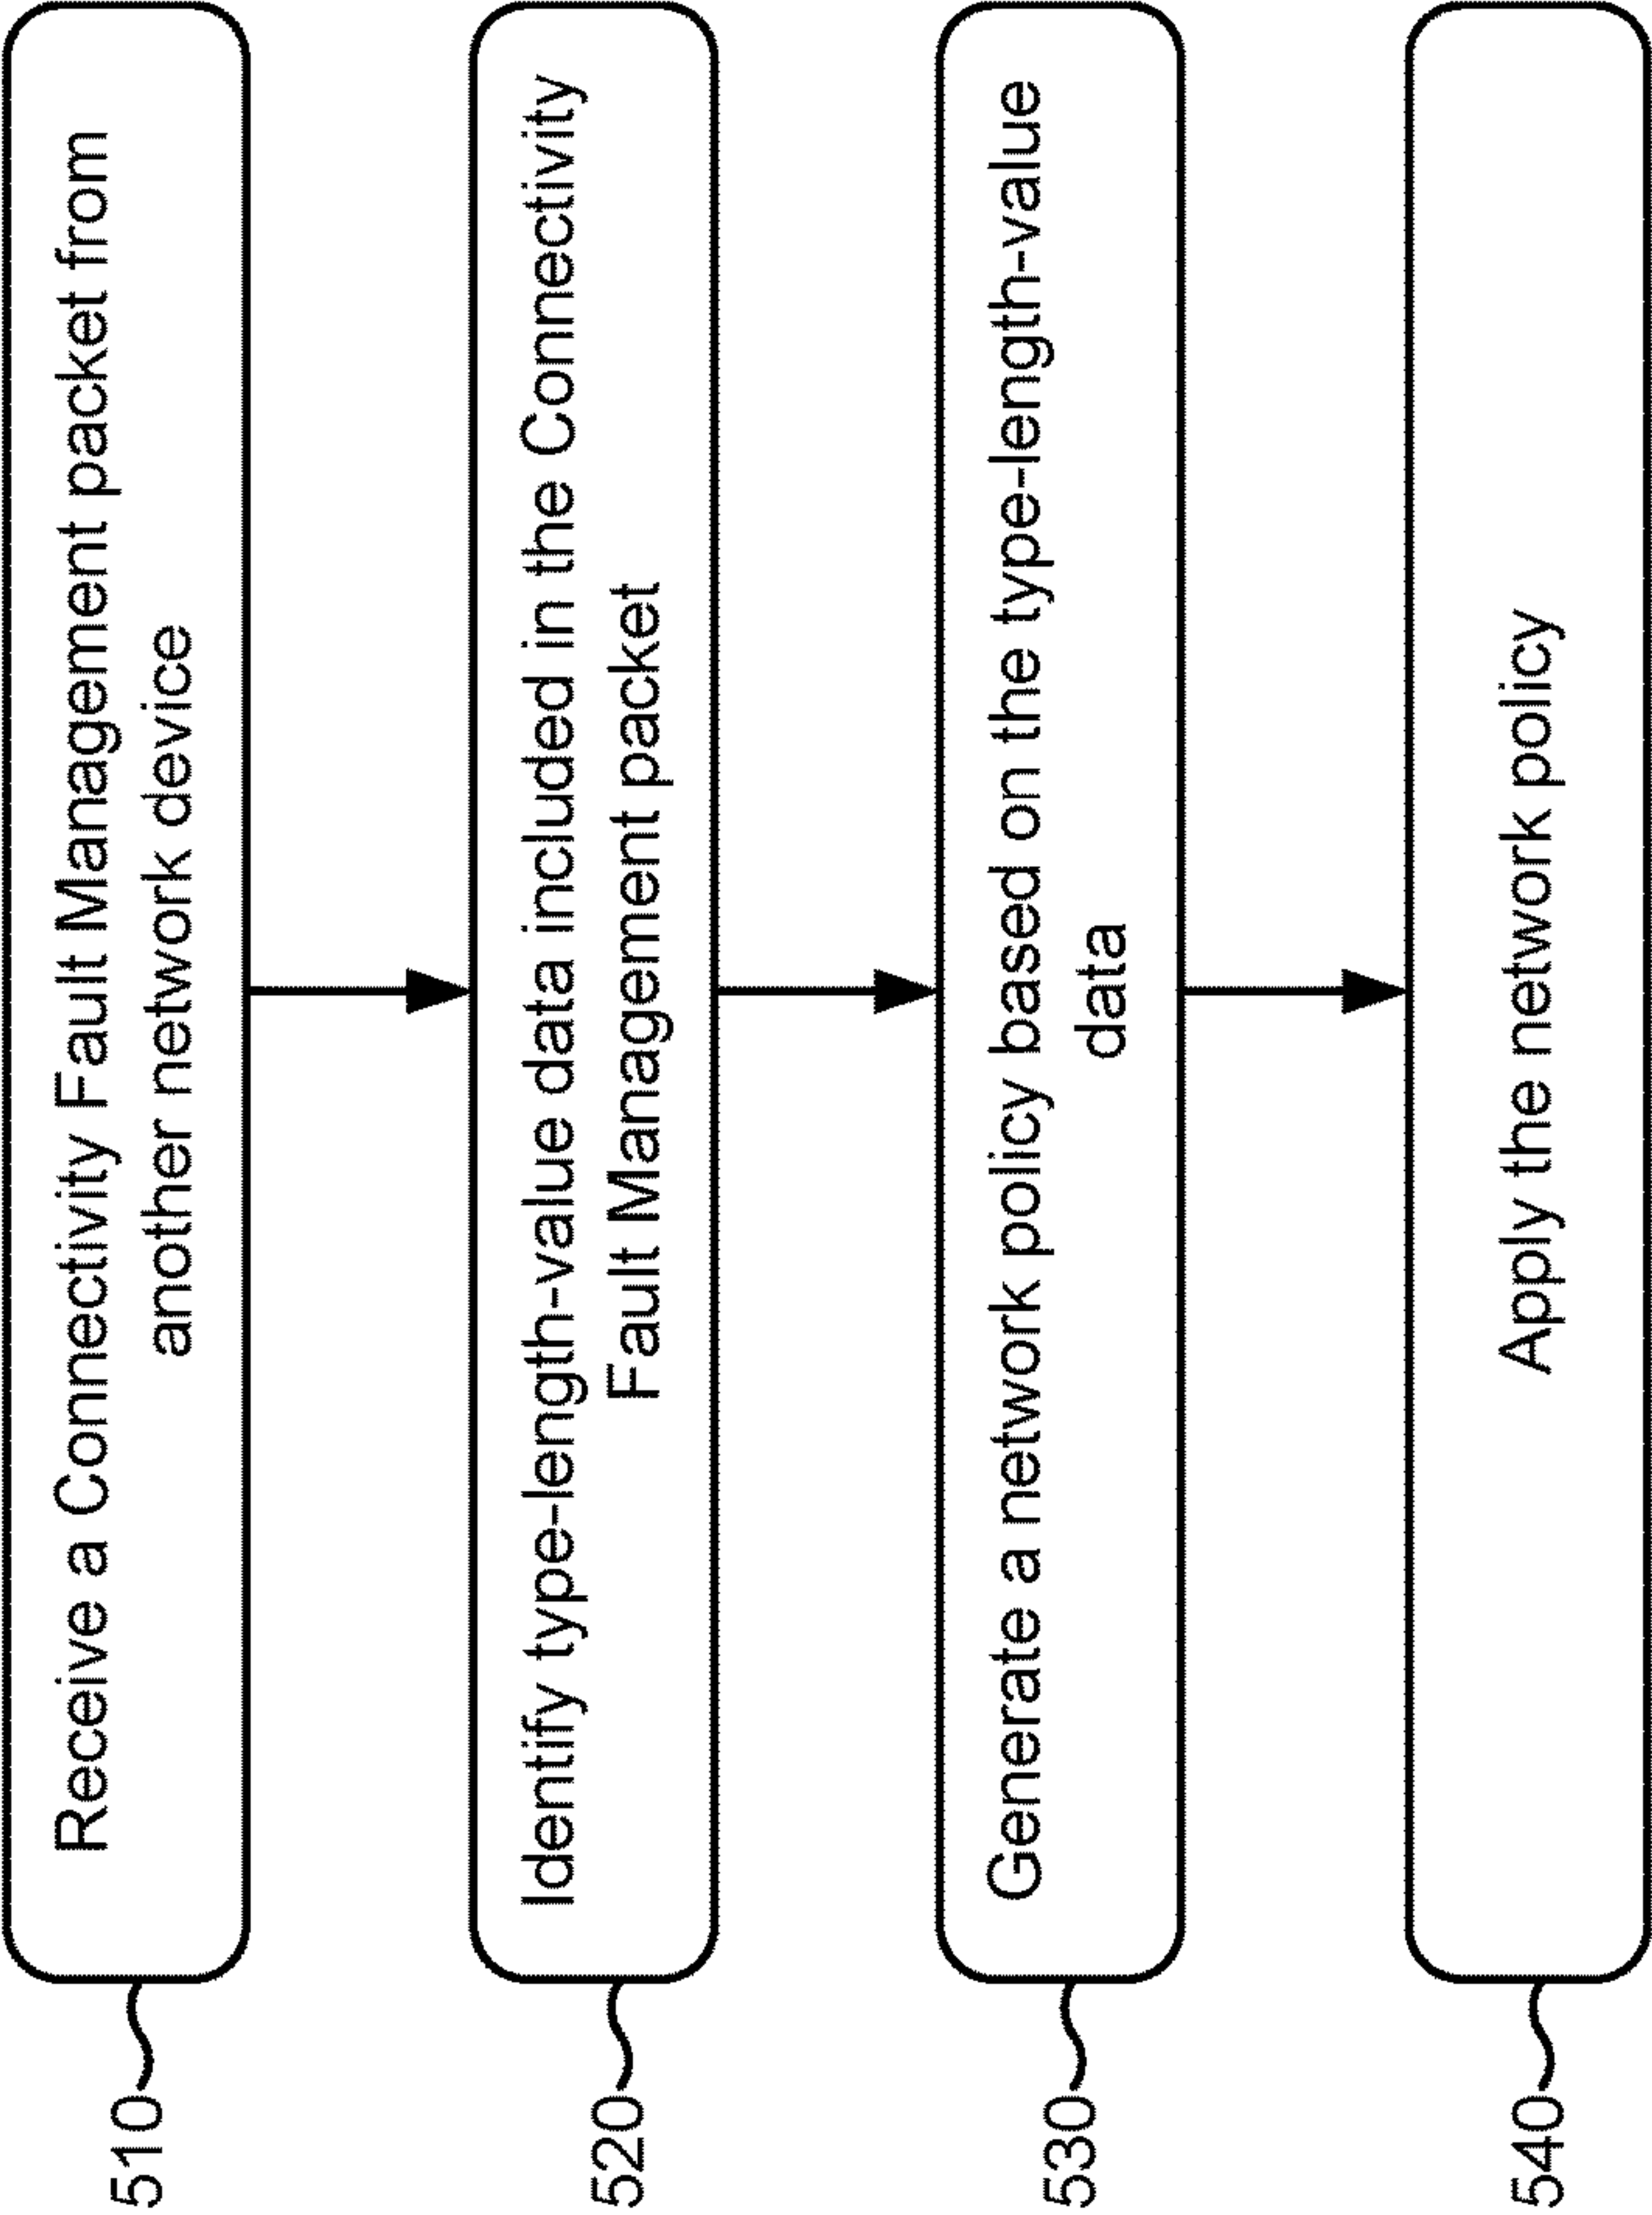 510
Receive a Connectivity Fault Management packet from
another network device
520
Identify type-length-value data included in the Connectivity
Fault Management packet
530
Generate a network policy based on the type-length-value
data
540
Apply the network policy